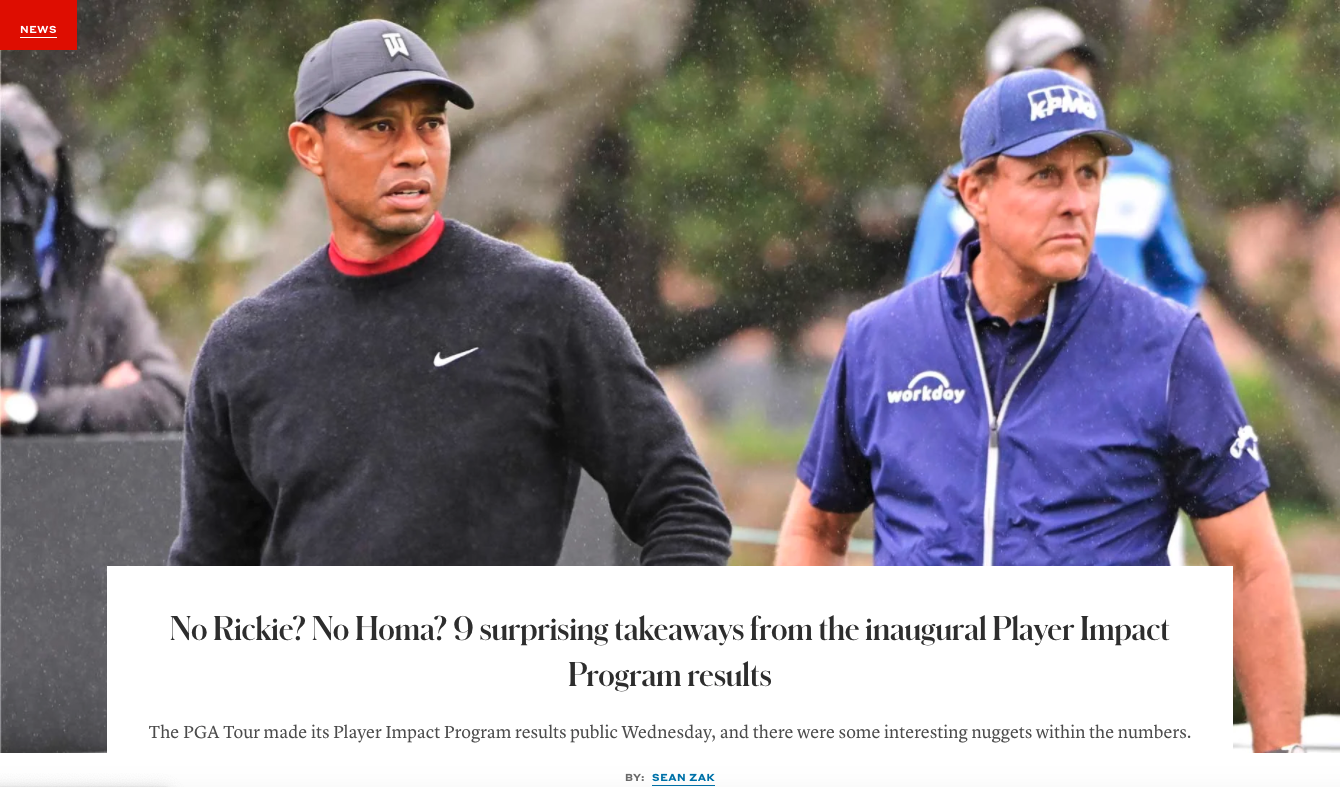 NEWS
TW
KPMG
workday
No Rickie? No Homa? 9 surprising takeaways from the inaugural Player Impact
Program results
The PGA Tour made its Player Impact Program results public Wednesday, and there were some interesting nuggets within the numbers.
BY: SEAN ZAK